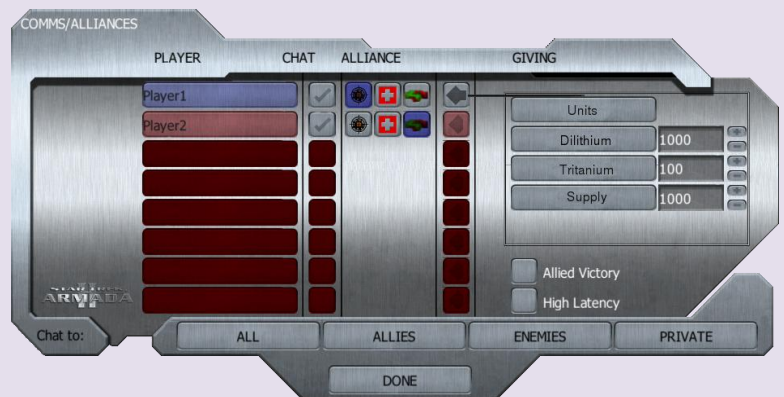 COMMS/ALLIANCES
PLAYER CHAT ALLIANCE GIVING
Player1
Player2
Units
Dilithium 1000
Tritanium 100
Supply 1000
Allied Victory
High Latency
STAR TREK
ARMADA
II
Chat to: ALL ALLIES ENEMIES PRIVATE
DONE